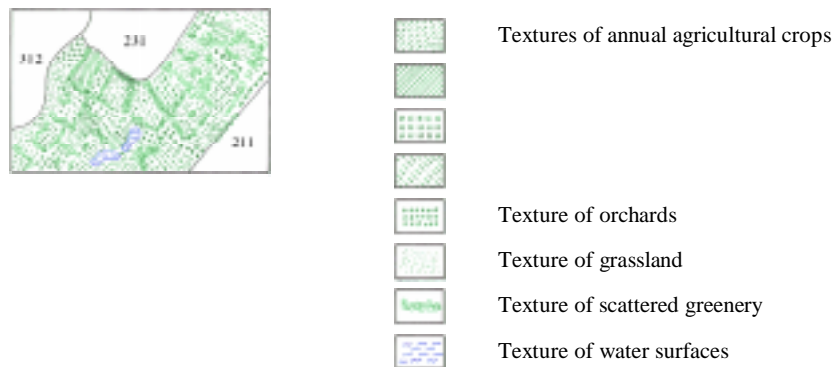 231
312
211
Textures of annual agricultural crops
Texture of orchards
Texture of grassland
Texture of scattered greenery
Texture of water surfaces